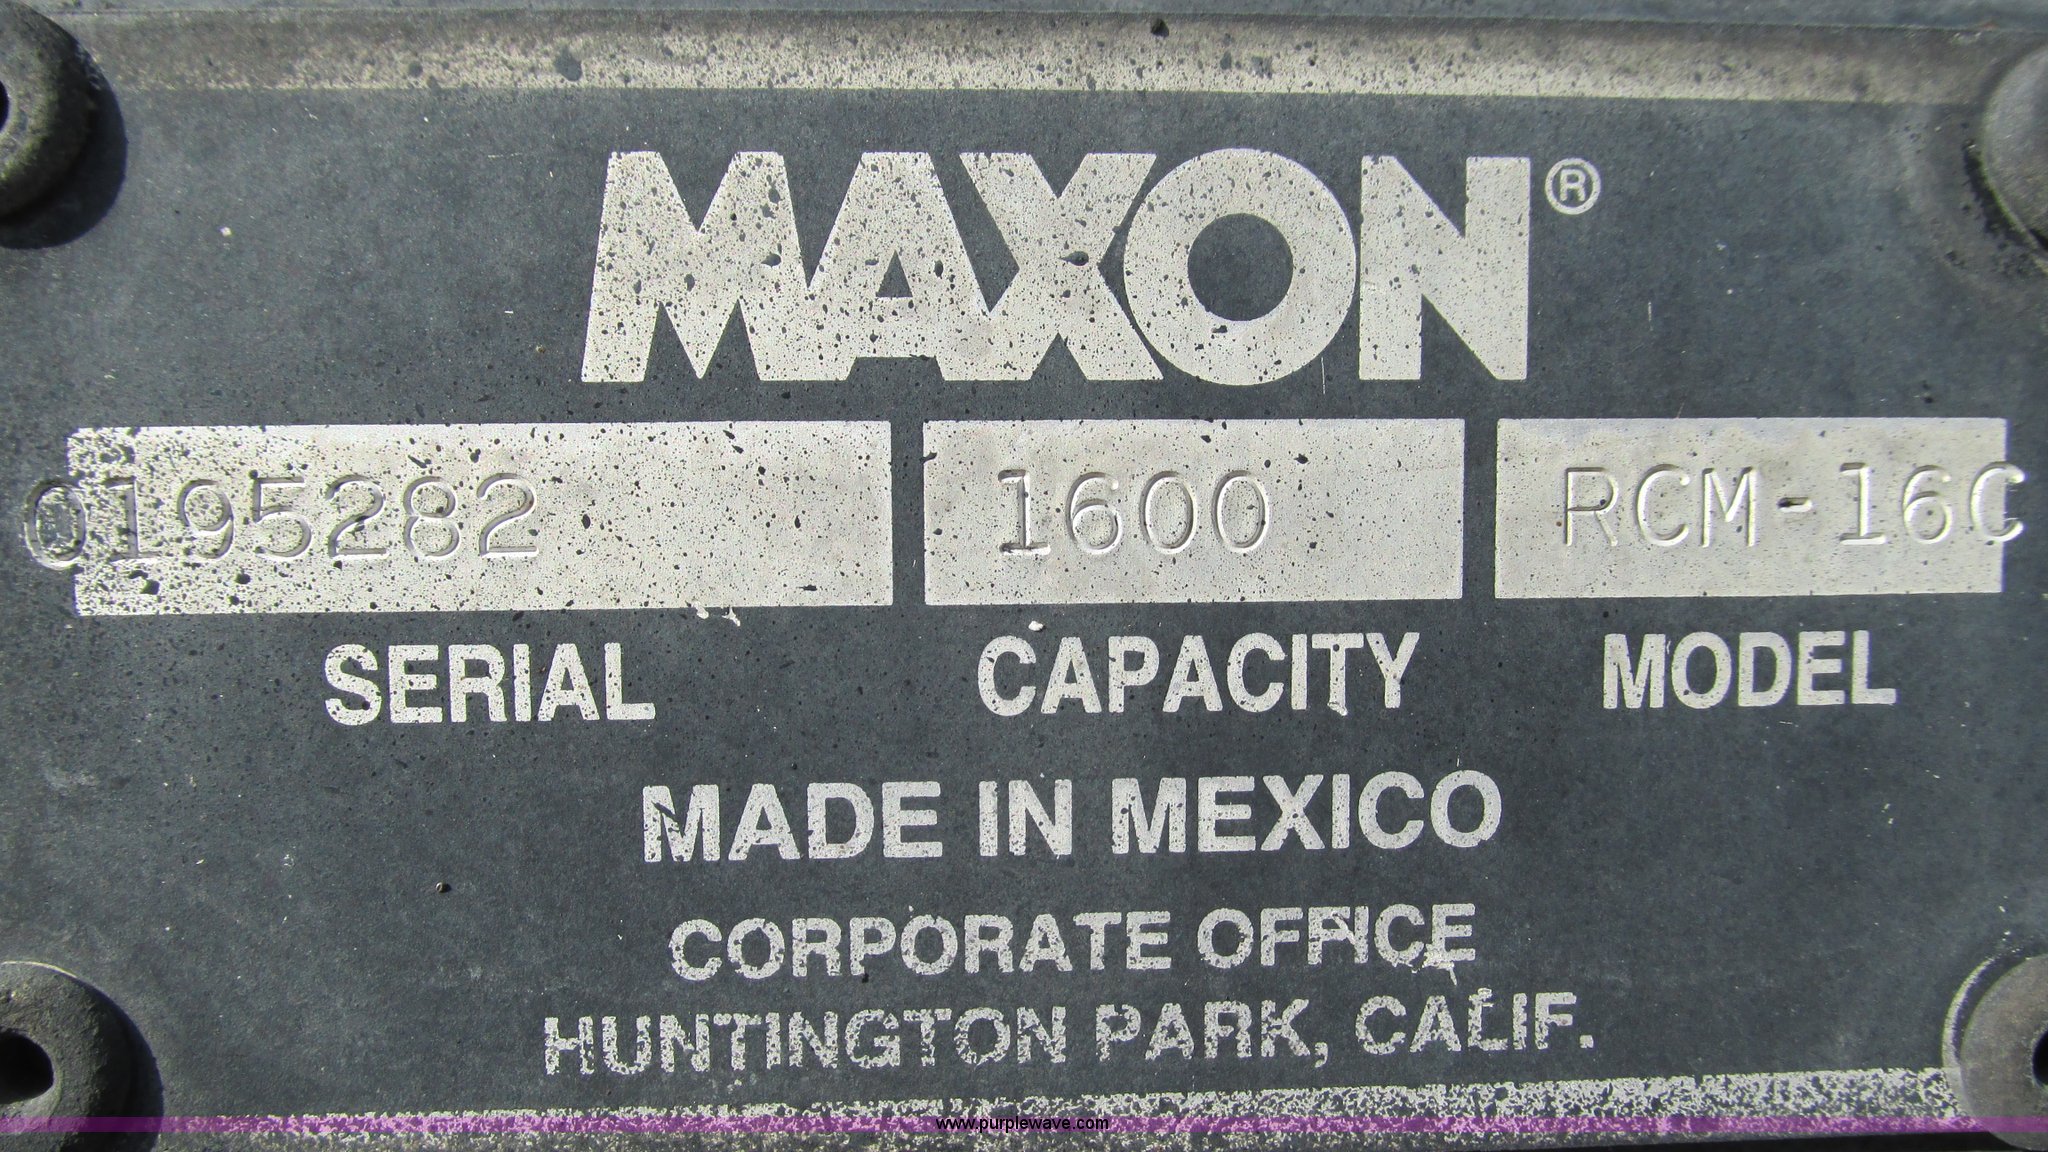 MAXON®
0195282 1600 RCM-16C
SERIAL CAPACITY MODEL
MADE IN MEXICO
CORPORATE OFFICE
HUNTINGTON PARK, CALIF.
www.purplewave.com